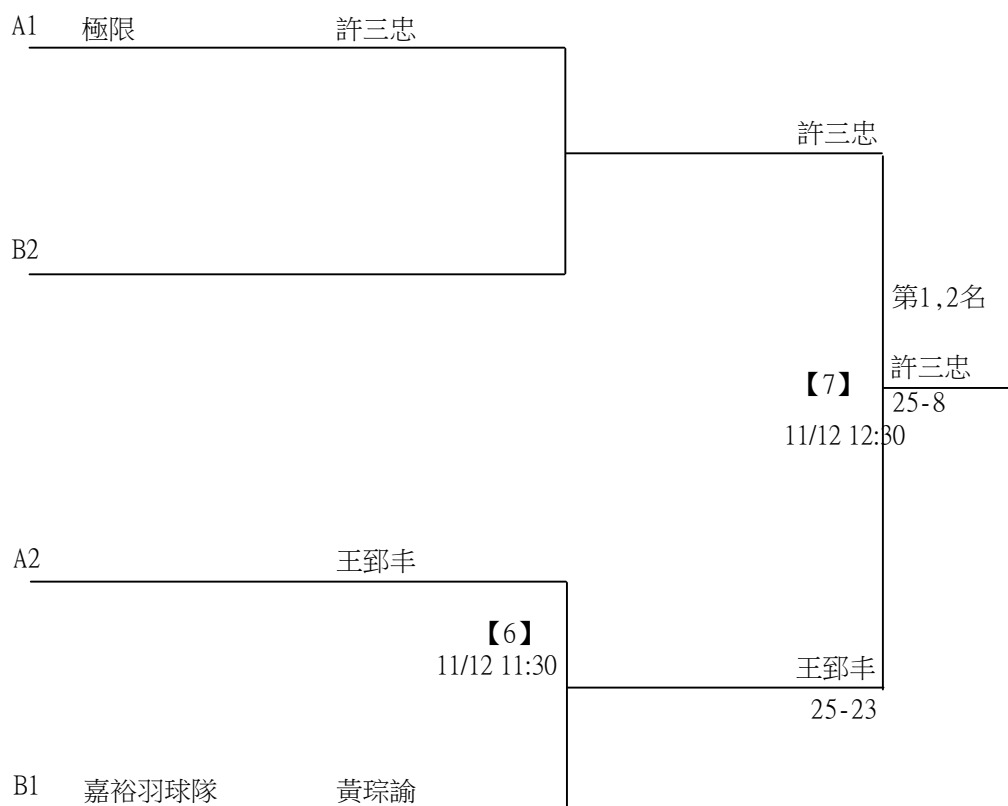 A1 極限 許三忠
許三忠
B2
第1,2名
許三忠
【7】
25-8
11/12 12:30
A2 王郅丰
【6】
11/12 11:30
王郅丰
25-23
B1 嘉裕羽球隊 黃琮諭